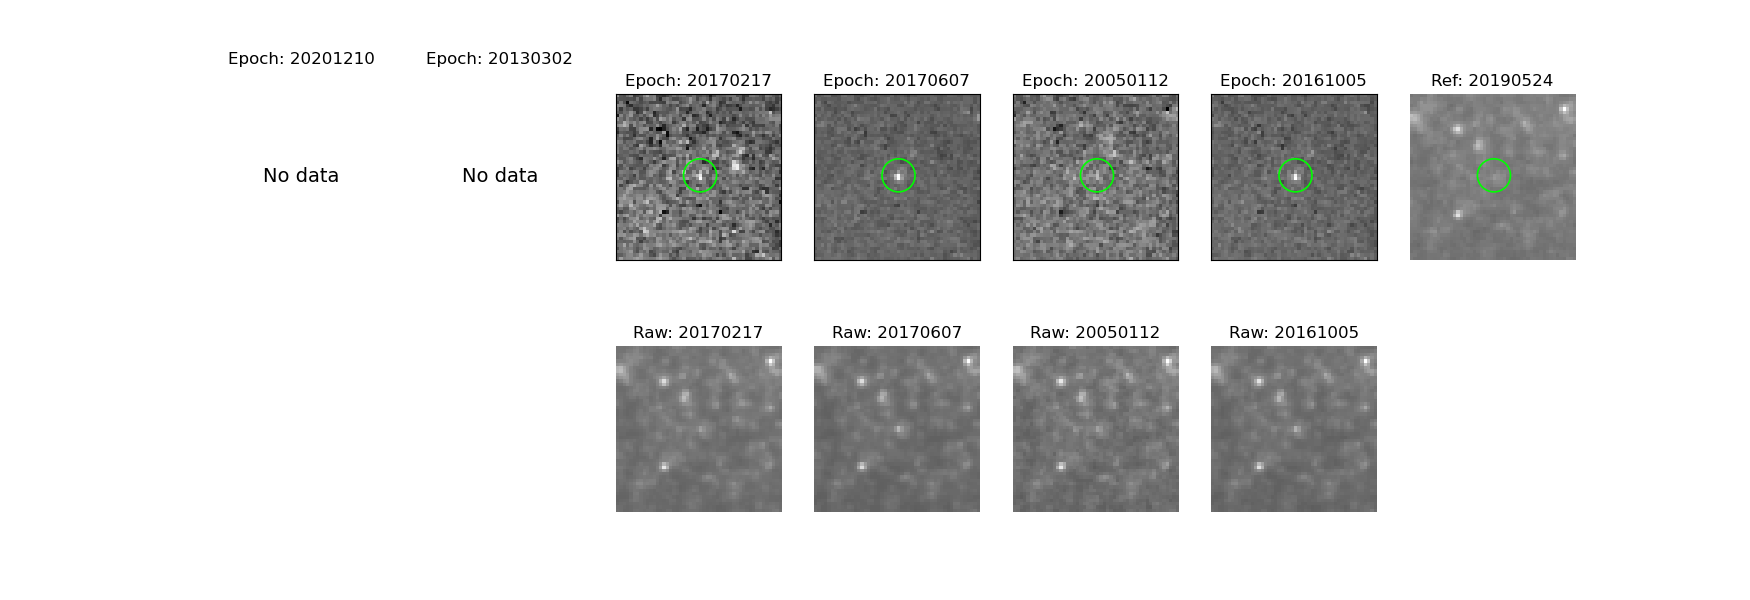 Epoch: 20201210
Epoch: 20130302
Epoch: 20170217
Epoch: 20170607
Epoch: 20050112
Epoch: 20161005
Ref: 20190524
No data
No data
Raw: 20170217
Raw: 20170607
Raw: 20050112
Raw: 20161005